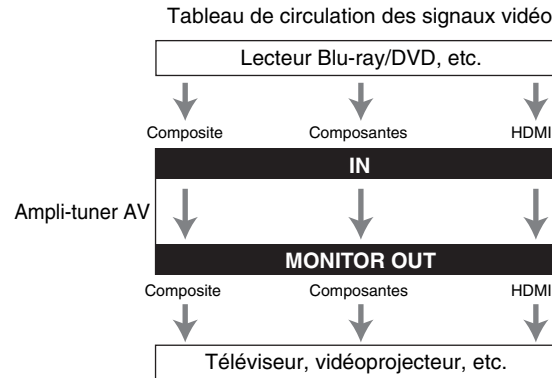 Tableau de circulation des signaux vidéo
Lecteur Blu-ray/DVD, etc.
Composite Composantes HDMI
IN
Ampli-tuner AV
MONITOR OUT
Composite Composantes HDMI
Téléviseur, vidéoprojecteur, etc.